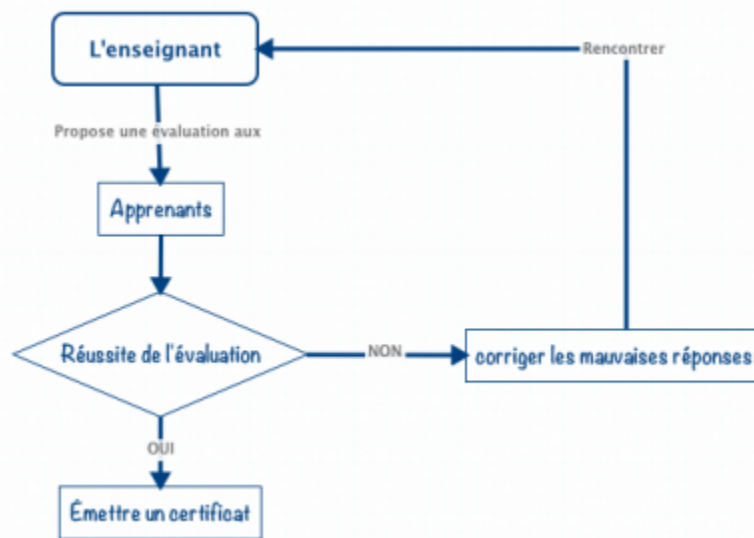 L'enseignant
Rencontrer
Propose une évaluation aux
Apprenants
Réussite de l'évaluation
NON
corriger les mauvaises réponses
OUI
Émettre un certificat